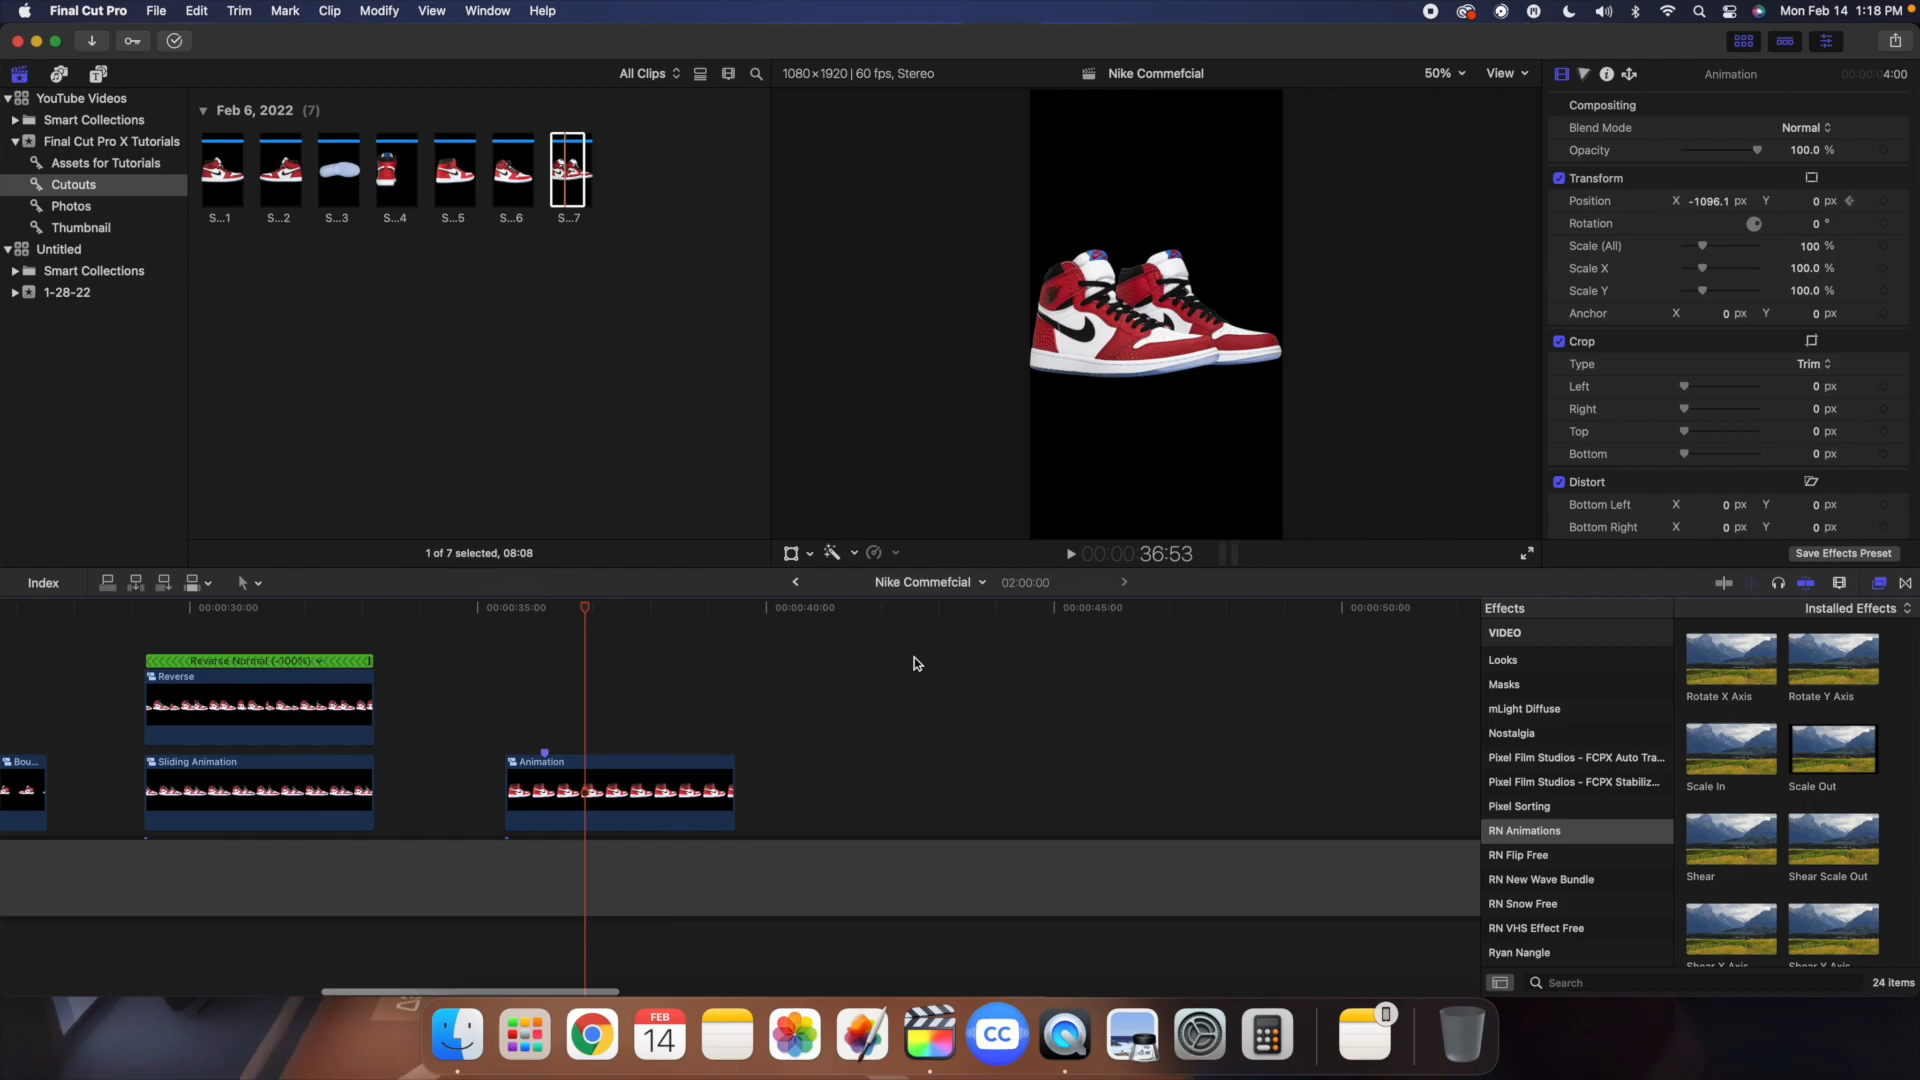 Final Cut Pro File Edit Trim Mark Clip Modify View Window Help
Mon Feb 14 1:18 PM
All Clips
1080×1920 | 60 fps, Stereo
Nike Commefcial
50%
View
Animation
00:00:04:00
YouTube Videos
Smart Collections
Final Cut Pro X Tutorials
Assets for Tutorials
Cutouts
Photos
Thumbnail
Untitled
Smart Collections
1-28-22
Feb 6, 2022 (7)
S...1
S...2
S...3
S...4
S...5
S...6
S...7
Compositing
Blend Mode Normal
Opacity 100.0 %
Transform
Position X -1096.1 px Y 0 px
Rotation 0 °
Scale (All) 100 %
Scale X 100.0 %
Scale Y 100.0 %
Anchor X 0 px Y 0 px
Crop
Type Trim
Left 0 px
Right 0 px
Top 0 px
Bottom 0 px
Distort
Bottom Left X 0 px Y 0 px
Bottom Right X 0 px Y 0 px
1 of 7 selected, 08:08
00:00:36:53
Save Effects Preset
Index
Nike Commefcial
02:00:00
00:00:30:00
00:00:35:00
00:00:40:00
00:00:45:00
00:00:50:00
Reverse Normal (-100%)
Reverse
Bou...
Sliding Animation
Animation
Effects
Installed Effects
VIDEO
Looks
Masks
mLight Diffuse
Nostalgia
Pixel Film Studios - FCPX Auto Tra...
Pixel Film Studios - FCPX Stabiliz...
Pixel Sorting
RN Animations
RN Flip Free
RN New Wave Bundle
RN Snow Free
RN VHS Effect Free
Ryan Nangle
Rotate X Axis
Rotate Y Axis
Scale In
Scale Out
Shear
Shear Scale Out
Shear X Axis
Shear Y Axis
Search
24 items
FEB
14
CC